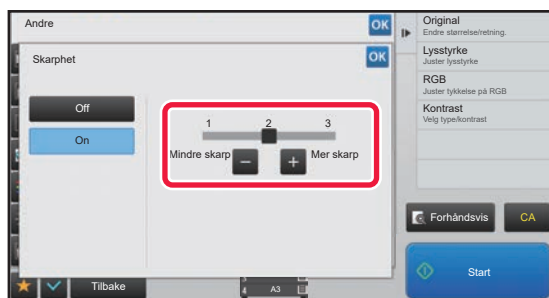 Andre
OK
Skarphet
OK
Off
On
1 2 3
Mindre skarp
Mer skarp
Original
Endre størrelse/retning.
Lysstyrke
Juster lysstyrke
RGB
Juster tykkelse på RGB
Kontrast
Velg type/kontrast
Forhåndsvis
CA
Start
Tilbake
4 A3